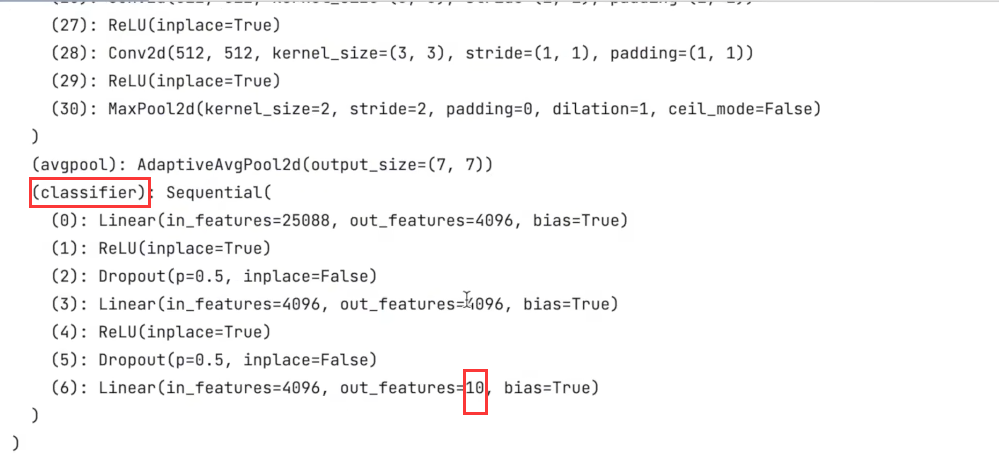 (27): ReLU(inplace=True)
(28): Conv2d(512, 512, kernel_size=(3, 3), stride=(1, 1), padding=(1, 1))
(29): ReLU(inplace=True)
(30): MaxPool2d(kernel_size=2, stride=2, padding=0, dilation=1, ceil_mode=False)
)
(avgpool): AdaptiveAvgPool2d(output_size=(7, 7))
(classifier): Sequential(
(0): Linear(in_features=25088, out_features=4096, bias=True)
(1): ReLU(inplace=True)
(2): Dropout(p=0.5, inplace=False)
(3): Linear(in_features=4096, out_features=4096, bias=True)
(4): ReLU(inplace=True)
(5): Dropout(p=0.5, inplace=False)
(6): Linear(in_features=4096, out_features=10, bias=True)
)
)